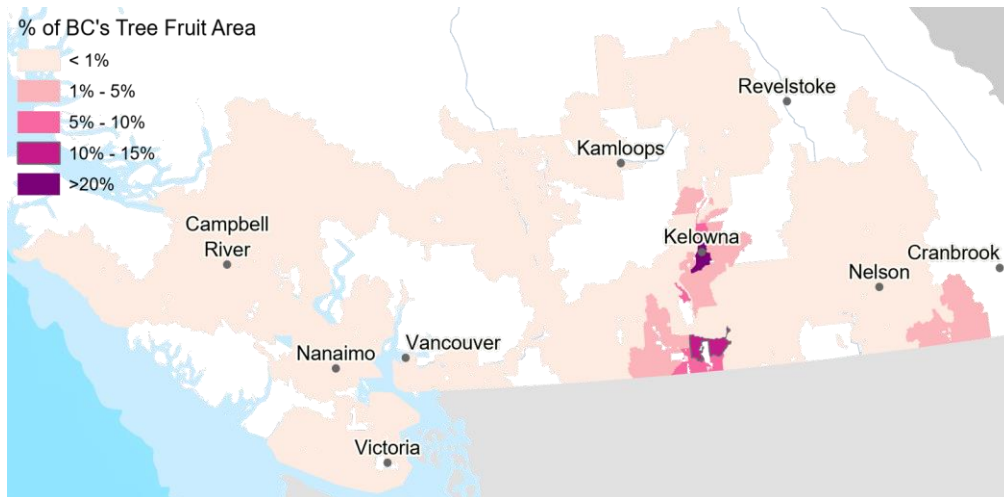 % of BC's Tree Fruit Area
< 1%
1% - 5%
5% - 10%
10% - 15%
>20%
Revelstoke
Kamloops
Campbell
River
Kelowna
Cranbrook
Nelson
Vancouver
Nanaimo
Victoria